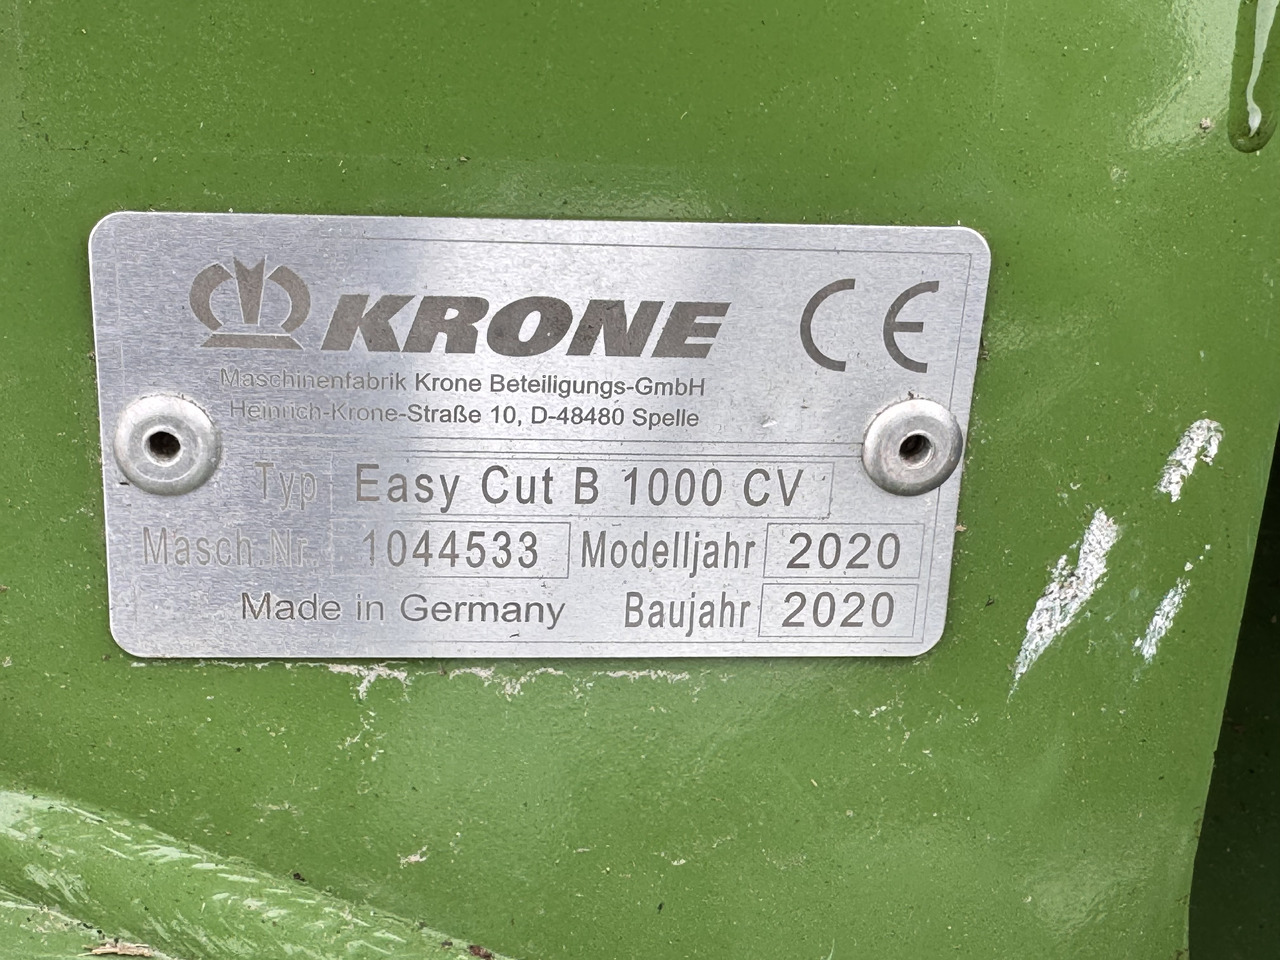 KRONE CE
Maschinenfabrik Krone Beteiligungs-GmbH
Heinrich-Krone-Straße 10, D-48480 Spelle
Typ Easy Cut B 1000 CV
Masch.Nr. 1044533 Modelljahr 2020
Made in Germany Baujahr 2020